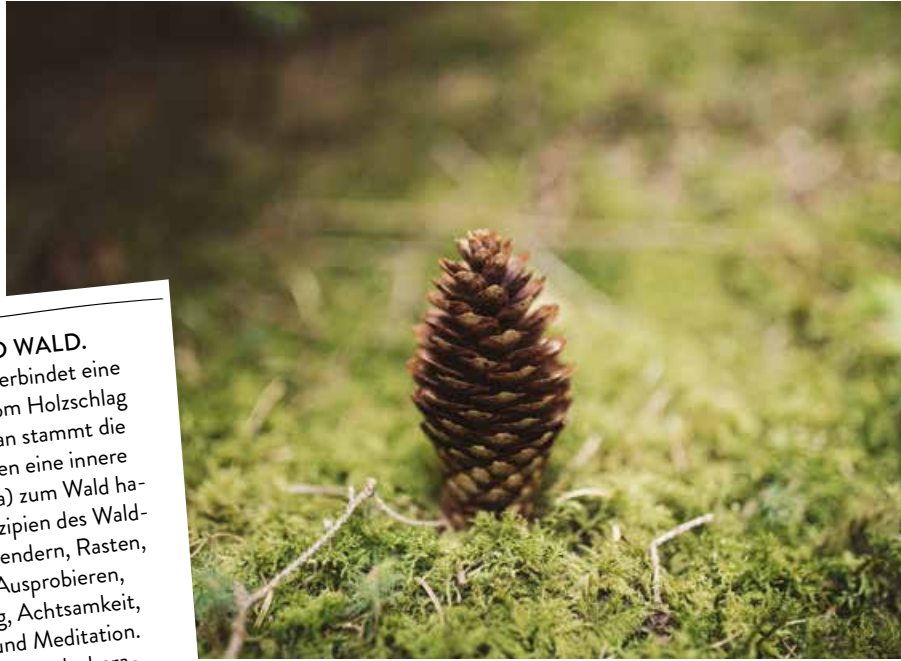 WALD.
erbindet eine
Holzschlag
an stammt die
en eine innere
a) zum Wald ha-
zipien des Wald-
endern, Rasten,
Ausprobieren,
g, Achtsamkeit,
und Meditation.